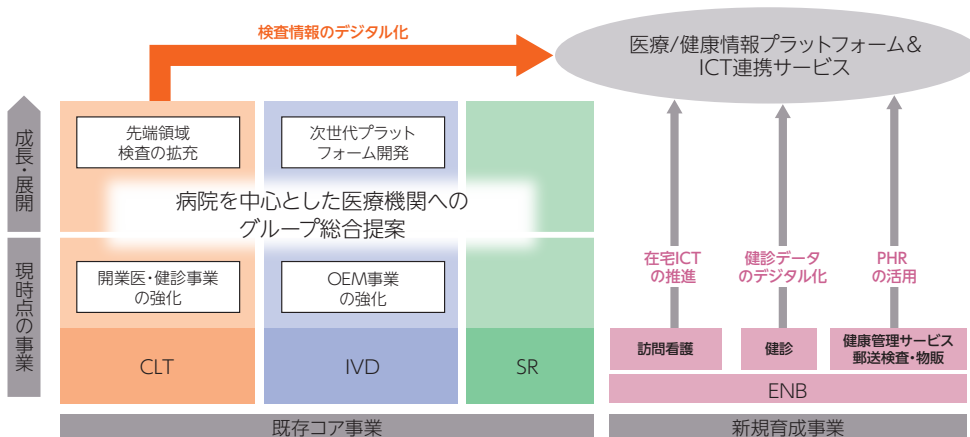 検査情報のデジタル化
医療/健康情報プラットフォーム&
ICT連携サービス
成長・展開
先端領域
検査の拡充
次世代プラット
フォーム開発
病院を中心とした医療機関への
グループ総合提案
現時点の事業
開業医・健診事業
の強化
OEM事業
の強化
在宅ICT
の推進
健診データ
のデジタル化
PHR
の活用
CLT
IVD
SR
訪問看護
健診
健康管理サービス
郵送検査・物販
ENB
既存コア事業
新規育成事業